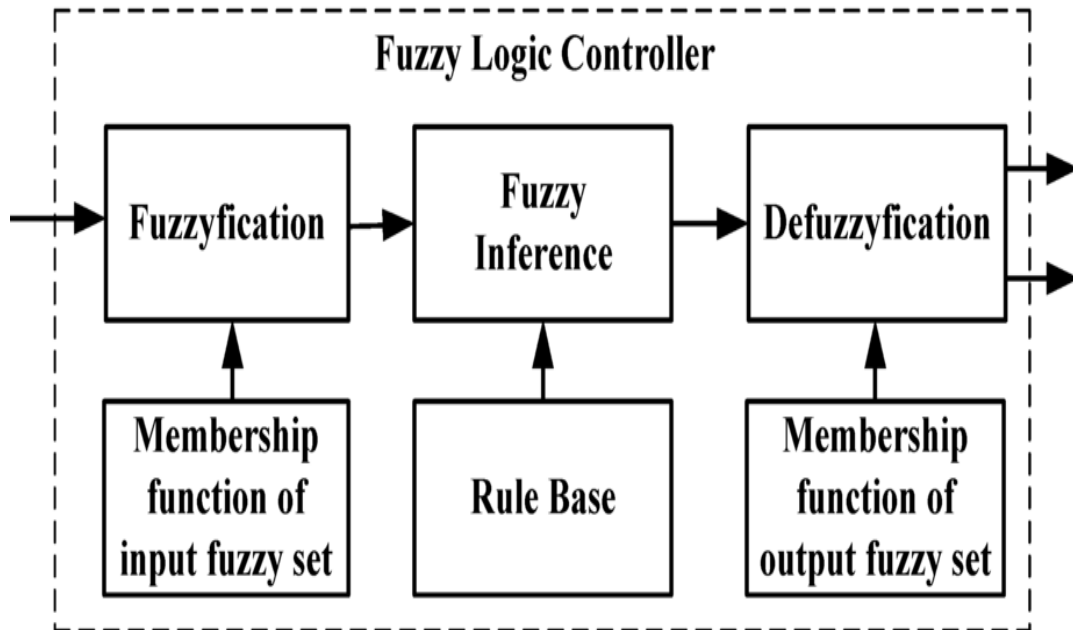 Fuzzy Logic Controller
Fuzzyfication
Fuzzy
Inference
Defuzzyfication
Membership
function of
input fuzzy set
Rule Base
Membership
function of
output fuzzy set